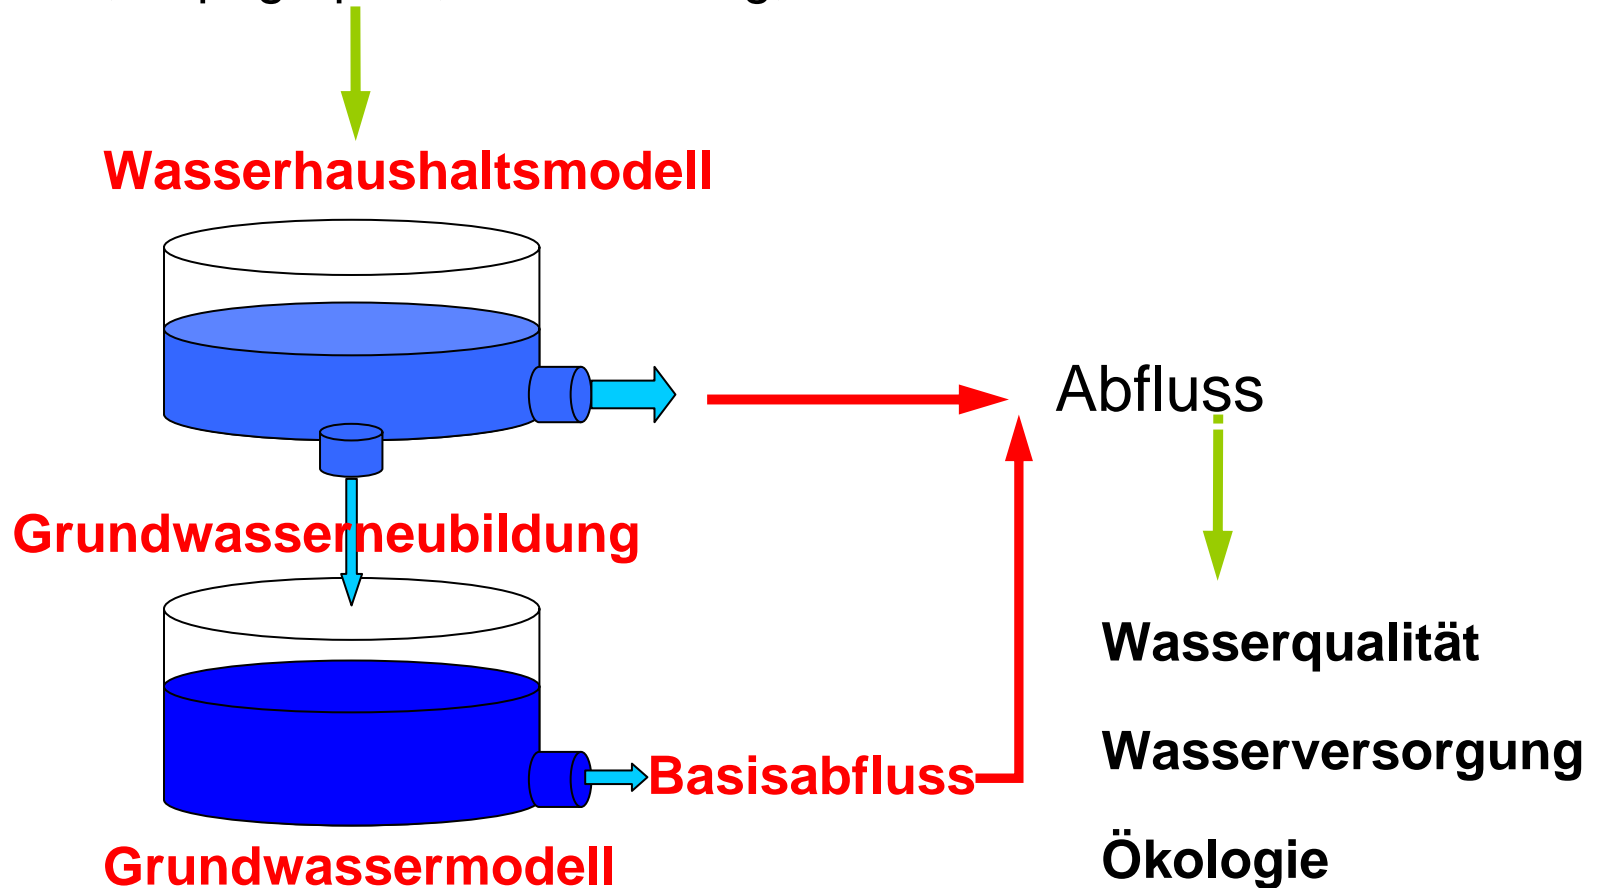 Wasserhaushaltsmodell
Abfluss
Grundwasserneubildung
Wasserqualität
Wasserversorgung
Basisabfluss
Ökologie
Grundwassermodell